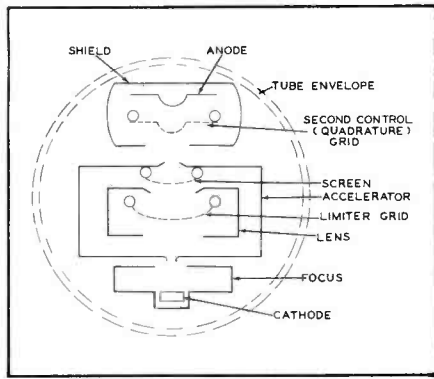 SHIELD
ANODE
TUBE ENVELOPE
SECOND CONTROL
(QUADRATURE)
GRID
SCREEN
ACCELERATOR
LIMITER GRID
LENS
FOCUS
CATHODE